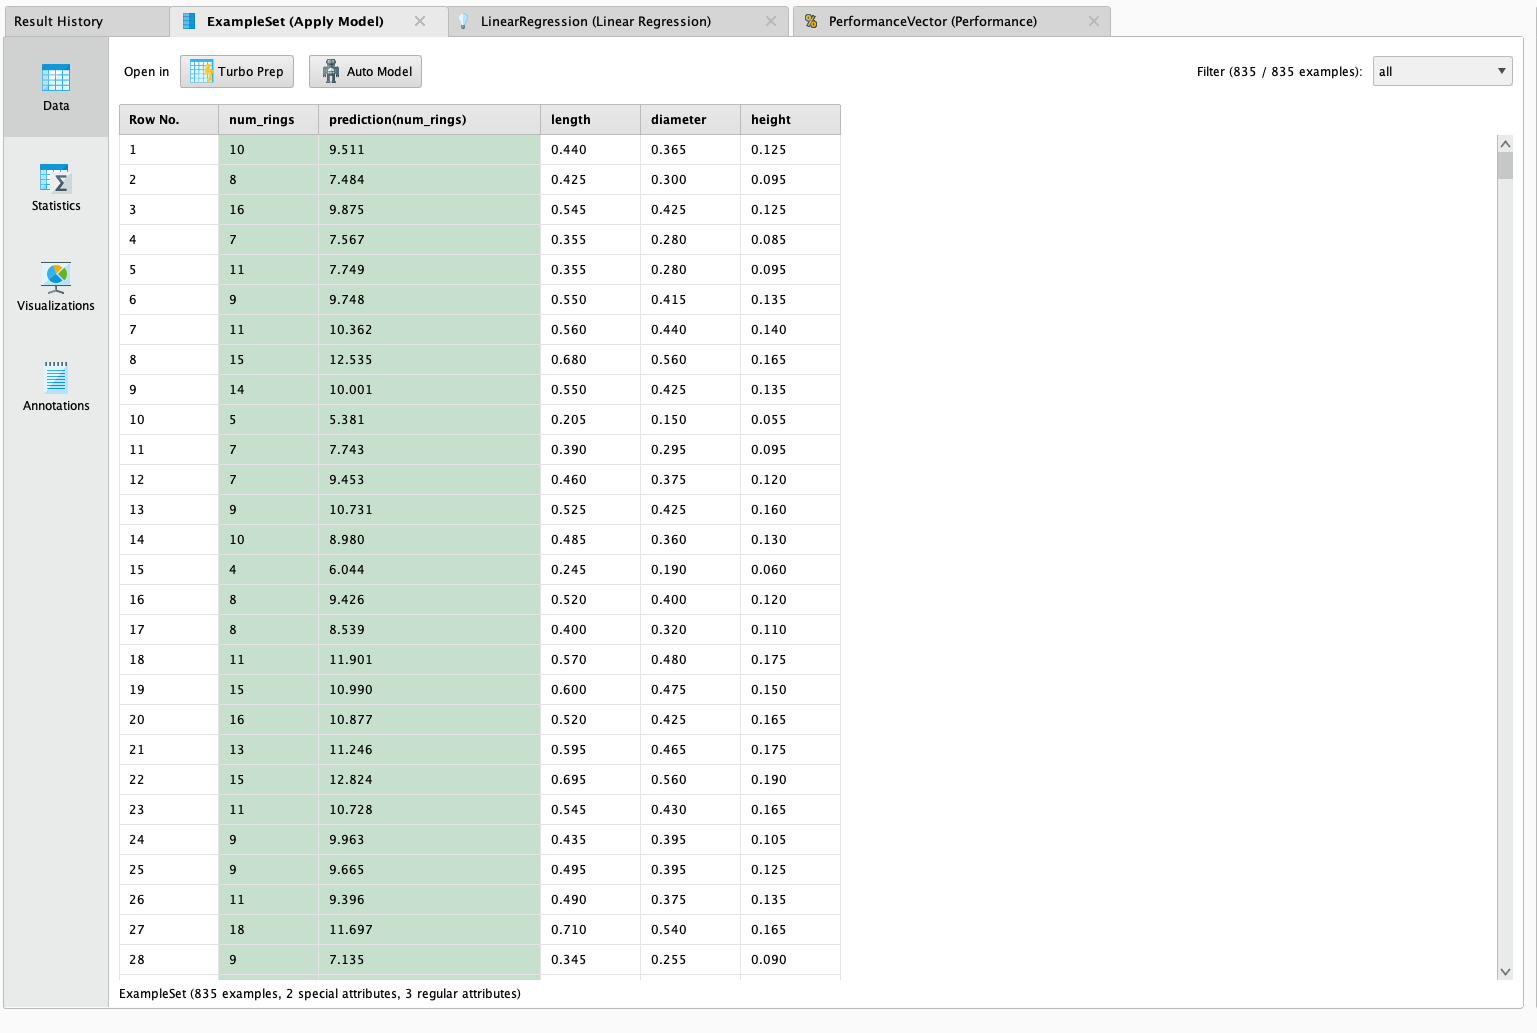 Result History ExampleSet (Apply Model) LinearRegression (Linear Regression) PerformanceVector (Performance)
Data
Statistics
Visualizations
Annotations
Open in Turbo Prep Auto Model Filter (835 / 835 examples): all
Row No. num_rings prediction(num_rings) length diameter height
1 10 9.511 0.440 0.365 0.125
2 8 7.484 0.425 0.300 0.095
3 16 9.875 0.545 0.425 0.125
4 7 7.567 0.355 0.280 0.085
5 11 7.749 0.355 0.280 0.095
6 9 9.748 0.550 0.415 0.135
7 11 10.362 0.560 0.440 0.140
8 15 12.535 0.680 0.560 0.165
9 14 10.001 0.550 0.425 0.135
10 5 5.381 0.205 0.150 0.055
11 7 7.743 0.390 0.295 0.095
12 7 9.453 0.460 0.375 0.120
13 9 10.731 0.525 0.425 0.160
14 10 8.980 0.485 0.360 0.130
15 4 6.044 0.245 0.190 0.060
16 8 9.426 0.520 0.400 0.120
17 8 8.539 0.400 0.320 0.110
18 11 11.901 0.570 0.480 0.175
19 15 10.990 0.600 0.475 0.150
20 16 10.877 0.520 0.425 0.165
21 13 11.246 0.595 0.465 0.175
22 15 12.824 0.695 0.560 0.190
23 11 10.728 0.545 0.430 0.165
24 9 9.963 0.435 0.395 0.105
25 9 9.665 0.495 0.395 0.125
26 11 9.396 0.490 0.375 0.135
27 18 11.697 0.710 0.540 0.165
28 9 7.135 0.345 0.255 0.090
ExampleSet (835 examples, 2 special attributes, 3 regular attributes)